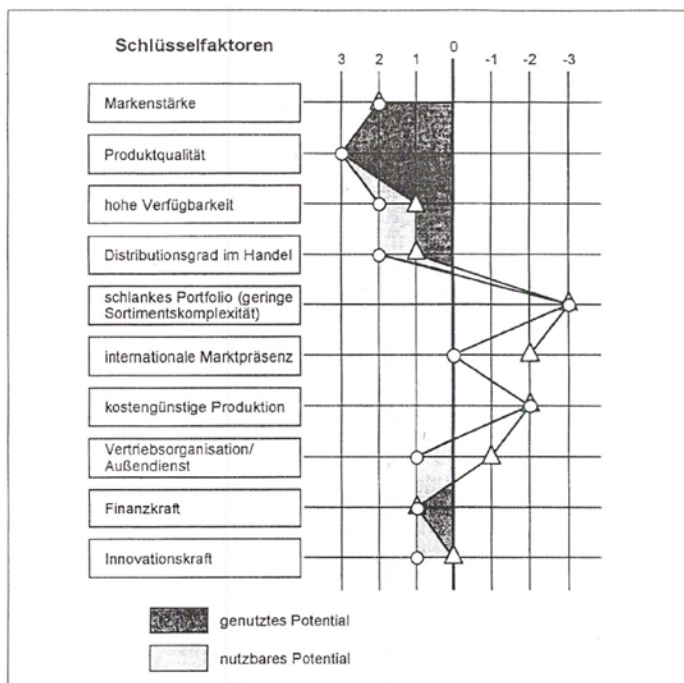 Schlüsselfaktoren
3 2 1 0 -1 -2 -3
Markenstärke
Produktqualität
hohe Verfügbarkeit
Distributionsgrad im Handel
schlankes Portfolio (geringe
Sortimentskomplexität)
internationale Marktpräsenz
kostengünstige Produktion
Vertriebsorganisation/
Außendienst
Finanzkraft
Innovationskraft
genutztes Potential
nutzbares Potential